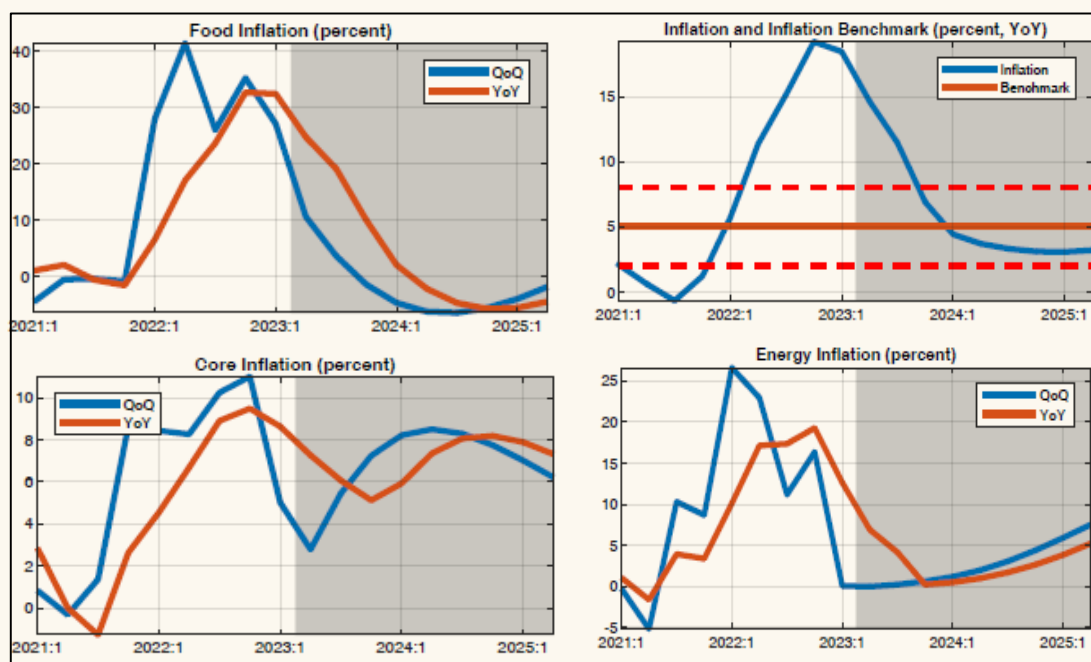 Food Inflation (percent)
40
30
20
10
0
2021:1 2022:1 2023:1 2024:1 2025:1
QoQ
YoY
Inflation and Inflation Benchmark (percent, YoY)
15
10
5
0
2021:1 2022:1 2023:1 2024:1 2025:1
Inflation
Benchmark
Core Inflation (percent)
10
8
6
4
2
0
2021:1 2022:1 2023:1 2024:1 2025:1
QoQ
YoY
Energy Inflation (percent)
25
20
15
10
5
0
-5
2021:1 2022:1 2023:1 2024:1 2025:1
QoQ
YoY